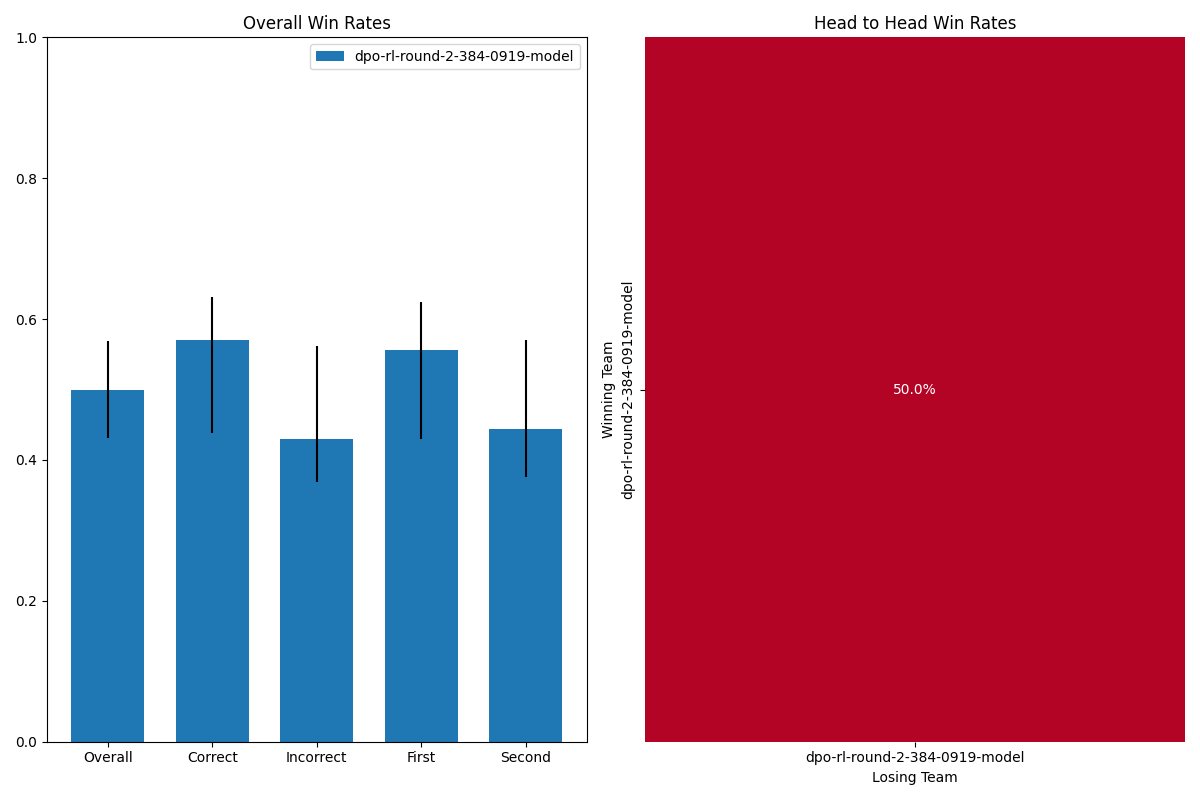 Overall Win Rates
1.0
0.8
0.6
0.4
0.2
0.0
dpo-rl-round-2-384-0919-model
Overall
Correct
Incorrect
First
Second
Head to Head Win Rates
Winning Team
dpo-rl-round-2-384-0919-model
50.0%
dpo-rl-round-2-384-0919-model
Losing Team